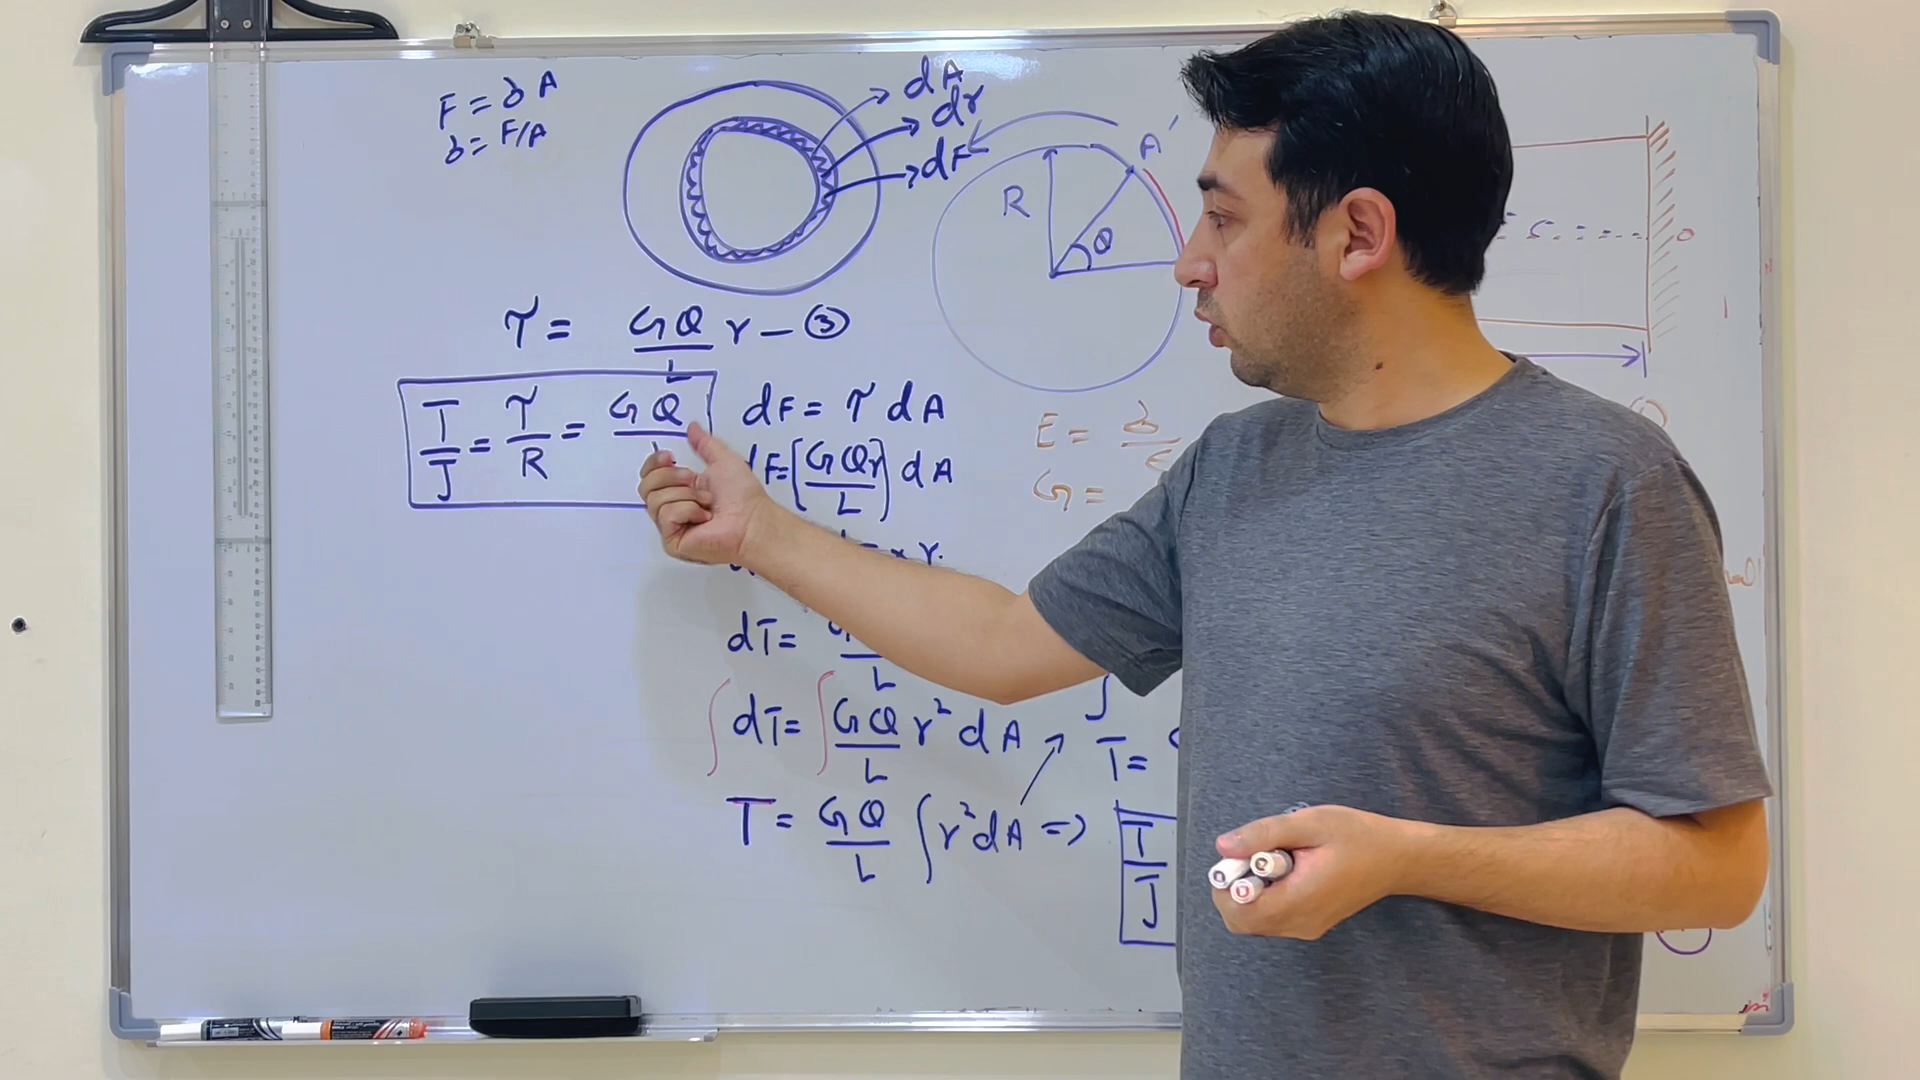 F = σ A
σ = F/A
dA
dr
dF
A'
R
θ
τ = Gθ/L r — ③
T/J = τ/R = Gθ/L
dF = τ dA
dF = [Gθr/L] dA
× r
dT =
L
∫ dT = ∫ Gθ/L r² dA
T = Gθ/L ∫ r² dA =>
E = σ/ε
G =
J
T =
T/J